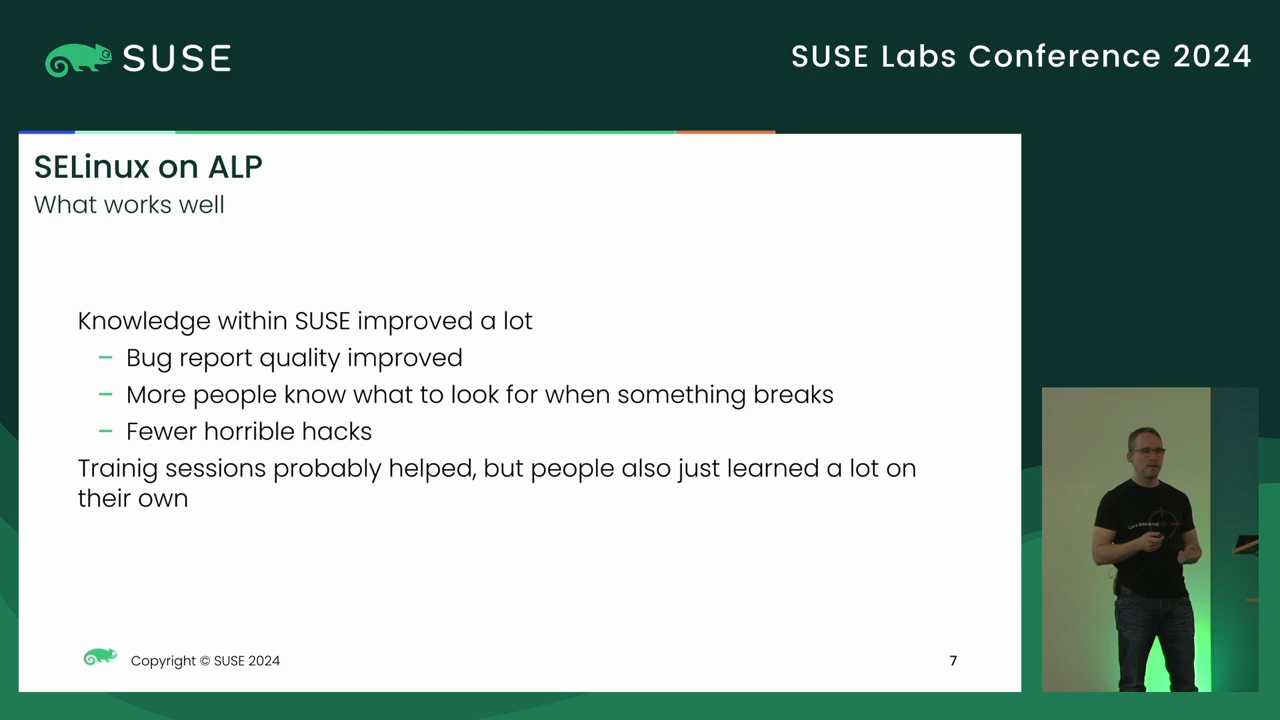 SUSE
SUSE Labs Conference 2024
SELinux on ALP
What works well
Knowledge within SUSE improved a lot
– Bug report quality improved
– More people know what to look for when something breaks
– Fewer horrible hacks
Trainig sessions probably helped, but people also just learned a lot on
their own
Copyright © SUSE 2024
7